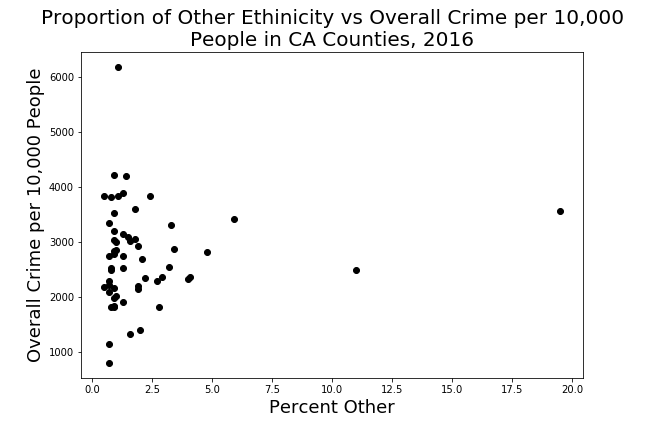 Proportion of Other Ethinicity vs Overall Crime per 10,000
People in CA Counties, 2016
Overall Crime per 10,000 People
6000
5000
4000
3000
2000
1000
0.0 2.5 5.0 7.5 10.0 12.5 15.0 17.5 20.0
Percent Other